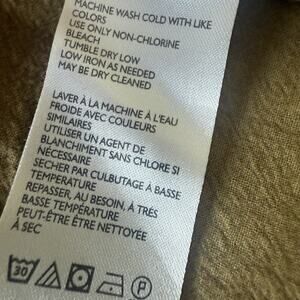 MACHINE WASH COLD WITH LIKE
COLORS
USE ONLY NON-CHLORINE
BLEACH
TUMBLE DRY LOW
LOW IRON AS NEEDED
MAY BE DRY CLEANED
LAVER À LA MACHINE À L'EAU
FROIDE AVEC COULEURS
SIMILAIRES
UTILISER UN AGENT DE
BLANCHIMENT SANS CHLORE SI
NÉCESSAIRE
SECHER PAR CULBUTAGE À BASSE
TEMPERATURE
REPASSER, AU BESOIN, À TRÈS
BASSE TEMPÉRATURE
PEUT-ÊTRE ÊTRE NETTOYÉE
À SEC
30 P